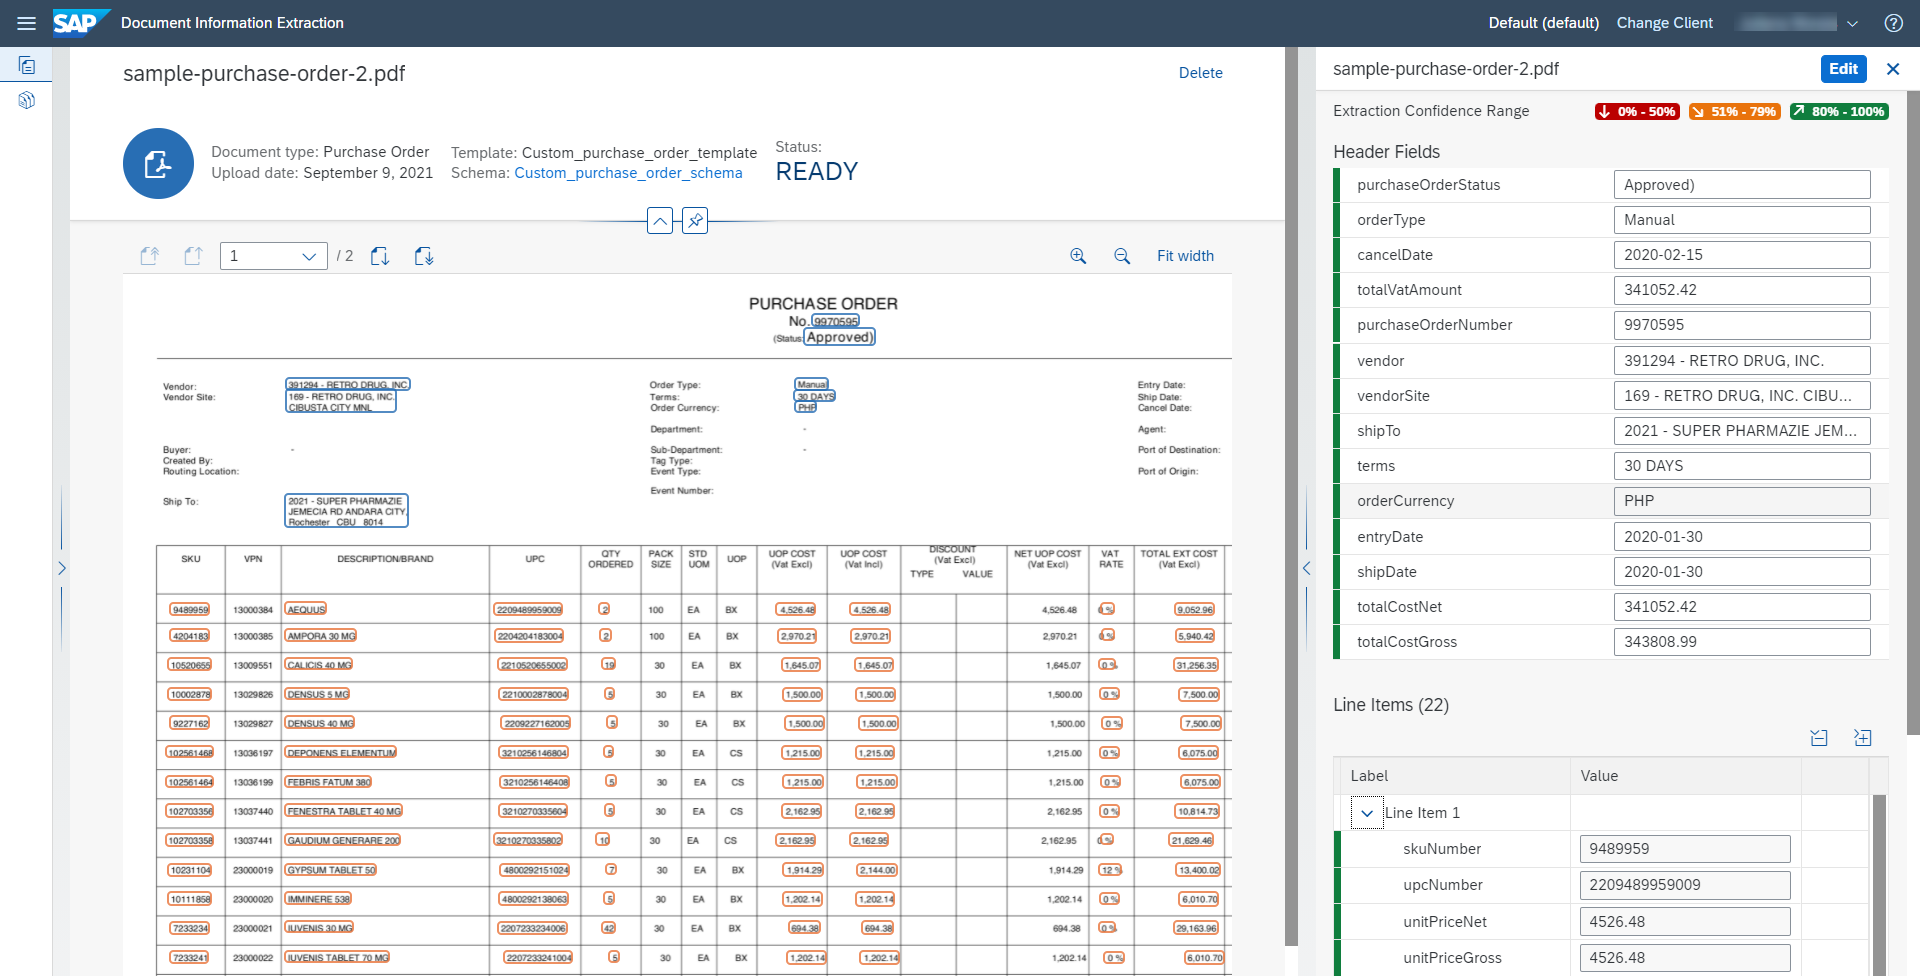 SAP Document Information Extraction
Default (default) Change Client
sample-purchase-order-2.pdf
Delete
Document type: Purchase Order
Upload date: September 9, 2021
Template: Custom_purchase_order_template
Schema: Custom_purchase_order_schema
Status:
READY
1 / 2
Fit width
PURCHASE ORDER
No. 9970595
(Status: Approved)
Vendor: 391294 - RETRO DRUG, INC
Vendor Site: 169 - RETRO DRUG, INC.
CIBUSTA CITY MNL
Order Type: Manual
Terms: 30 DAYS
Order Currency: PHP
Entry Date:
Ship Date:
Cancel Date:
Department: -
Agent:
Buyer: -
Created By:
Routing Location:
Sub-Department: -
Tag Type:
Event Type:
Port of Destination:
Port of Origin:
Event Number:
Ship To: 2021 - SUPER PHARMAZIE
JEMECIA RD ANDARA CITY,
Rochester CBU 8014
SKU VPN DESCRIPTION/BRAND UPC QTY ORDERED PACK SIZE STD UOM UOP UOP COST (Vat Excl) UOP COST (Vat Incl) DISCOUNT (Vat Excl) TYPE VALUE NET UOP COST (Vat Excl) VAT RATE TOTAL EXT COST (Vat Excl)
9489959 13000384 AEQUUS 2209489959009 2 100 EA BX 4,526.48 4,526.48 4,526.48 0 % 9,052.96
4204183 13000385 AMPORA 30 MG 2204204183004 2 100 EA BX 2,970.21 2,970.21 2,970.21 0 % 5,940.42
10520655 13009551 CALICIS 40 MG 2210520655002 19 30 EA BX 1,645.07 1,645.07 1,645.07 0 % 31,256.35
10002878 13029826 DENSUS 5 MG 2210002878004 5 30 EA BX 1,500.00 1,500.00 1,500.00 0 % 7,500.00
9227162 13029827 DENSUS 40 MG 2209227162005 5 30 EA BX 1,500.00 1,500.00 1,500.00 0 % 7,500.00
102561468 13036197 DEPONENS ELEMENTUM 3210256146804 5 30 EA CS 1,215.00 1,215.00 1,215.00 0 % 6,075.00
102561464 13036199 FEBRIS FATUM 380 3210256146408 5 30 EA CS 1,215.00 1,215.00 1,215.00 0 % 6,075.00
102703356 13037440 FENESTRA TABLET 40 MG 3210270335604 5 30 EA CS 2,162.95 2,162.95 2,162.95 0 % 10,814.73
102703358 13037441 GAUDIUM GENERARE 200 3210270335802 10 30 EA CS 2,162.95 2,162.95 2,162.95 0 % 21,629.46
10231104 23000019 GYPSUM TABLET 50 4800292151024 7 30 EA BX 1,914.29 2,144.00 1,914.29 12 % 13,400.02
10111858 23000020 IMMINERE 538 4800292138063 5 30 EA BX 1,202.14 1,202.14 1,202.14 0 % 6,010.70
7233234 23000021 IUVENIS 30 MG 2207233234006 42 30 EA BX 694.38 694.38 694.38 0 % 29,163.96
7233241 23000022 IUVENIS TABLET 70 MG 2207233241004 5 30 EA BX 1,202.14 1,202.14 1,202.14 0 % 6,010.70
sample-purchase-order-2.pdf
Edit
Extraction Confidence Range 0% - 50% 51% - 79% 80% - 100%
Header Fields
purchaseOrderStatus Approved)
orderType Manual
cancelDate 2020-02-15
totalVatAmount 341052.42
purchaseOrderNumber 9970595
vendor 391294 - RETRO DRUG, INC.
vendorSite 169 - RETRO DRUG, INC. CIBU...
shipTo 2021 - SUPER PHARMAZIE JEM...
terms 30 DAYS
orderCurrency PHP
entryDate 2020-01-30
shipDate 2020-01-30
totalCostNet 341052.42
totalCostGross 343808.99
Line Items (22)
Label Value
Line Item 1
skuNumber 9489959
upcNumber 2209489959009
unitPriceNet 4526.48
unitPriceGross 4526.48